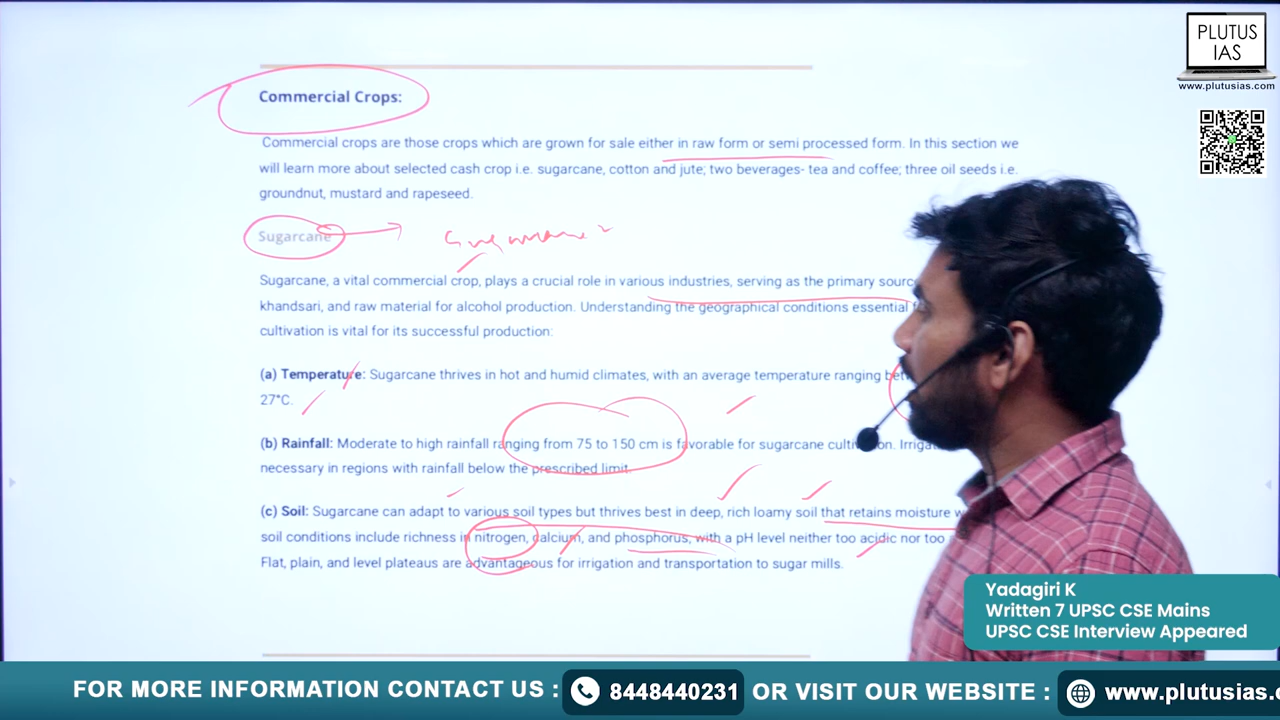 PLUTUS
IAS
www.plutusias.com
Commercial Crops:
Commercial crops are those crops which are grown for sale either in raw form or semi processed form. In this section we
will learn more about selected cash crop i.e. sugarcane, cotton and jute; two beverages- tea and coffee; three oil seeds i.e.
groundnut, mustard and rapeseed.
Sugarcane
Sugarcane, a vital commercial crop, plays a crucial role in various industries, serving as the primary
khandsari, and raw material for alcohol production. Understanding the geographical conditions essential
cultivation is vital for its successful production:
(a) Temperature: Sugarcane thrives in hot and humid climates, with an average temperature ranging
27°C.
(b) Rainfall: Moderate to high rainfall ranging from 75 to 150 cm is favorable for sugarcane cultivation.
necessary in regions with rainfall below the prescribed limit.
(c) Soil: Sugarcane can adapt to various soil types but thrives best in deep, rich loamy soil that retains moisture
soil conditions include richness in nitrogen, calcium, and phosphorus, with a pH level neither too acidic nor too
Flat, plain, and level plateaus are advantageous for irrigation and transportation to sugar mills.
Yadagiri K
Written 7 UPSC CSE Mains
UPSC CSE Interview Appeared
FOR MORE INFORMATION CONTACT US : 8448440231 OR VISIT OUR WEBSITE : www.plutusias.c